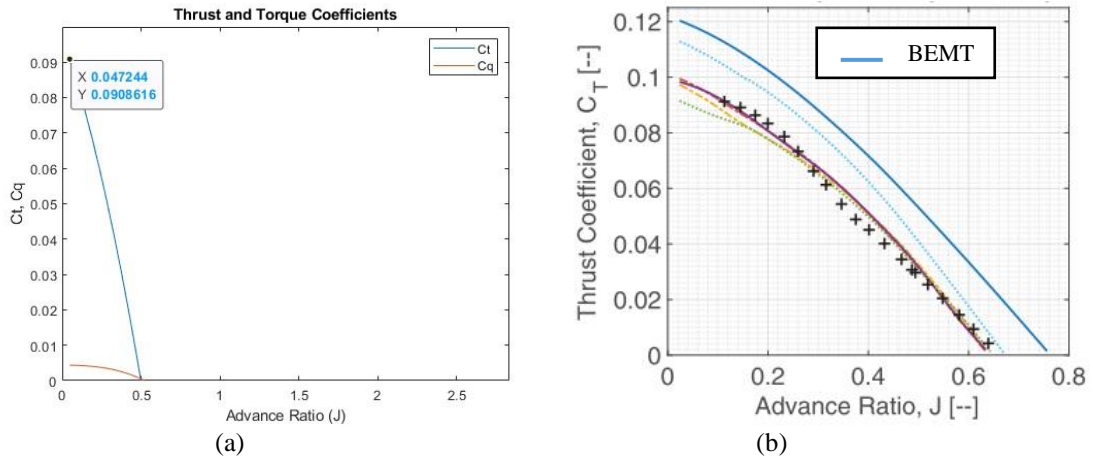 Thrust and Torque Coefficients
Ct
Cq
X 0.047244
Y 0.0908616
0.09
0.08
0.07
0.06
0.05
0.04
0.03
0.02
0.01
0
Ct, Cq
0
0.5
1
1.5
2
2.5
Advance Ratio (J)
(a)
BEMT
0.12
0.1
0.08
0.06
0.04
0.02
0
Thrust Coefficient, C_T [--]
0
0.2
0.4
0.6
0.8
Advance Ratio, J [--]
(b)